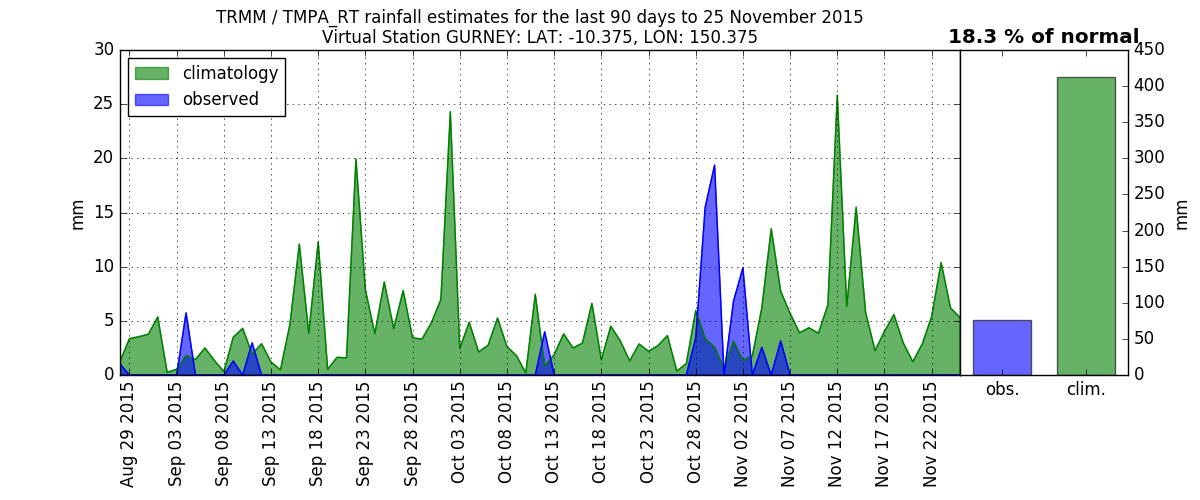 TRMM / TMPA_RT rainfall estimates for the last 90 days to 25 November 2015
Virtual Station GURNEY: LAT: -10.375, LON: 150.375
18.3 % of normal
climatology
observed
30
25
20
15
10
5
0
mm
Aug 29 2015
Sep 03 2015
Sep 08 2015
Sep 13 2015
Sep 18 2015
Sep 23 2015
Sep 28 2015
Oct 03 2015
Oct 08 2015
Oct 13 2015
Oct 18 2015
Oct 23 2015
Oct 28 2015
Nov 02 2015
Nov 07 2015
Nov 12 2015
Nov 17 2015
Nov 22 2015
450
400
350
300
250
200
150
100
50
0
mm
obs.
clim.